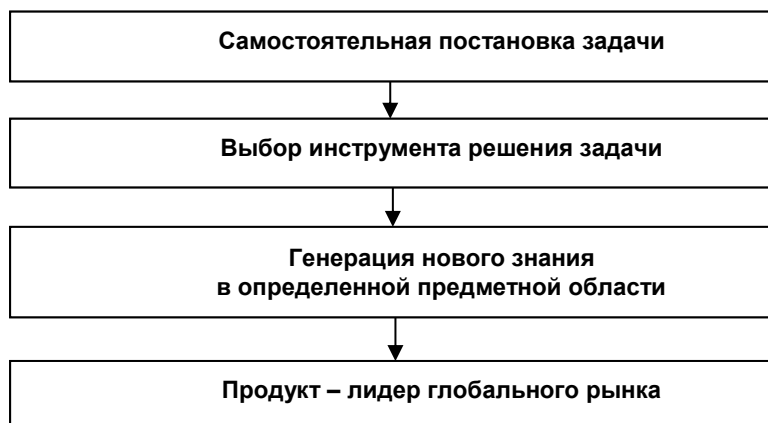 Самостоятельная постановка задачи
Выбор инструмента решения задачи
Генерация нового знания
в определенной предметной области
Продукт – лидер глобального рынка